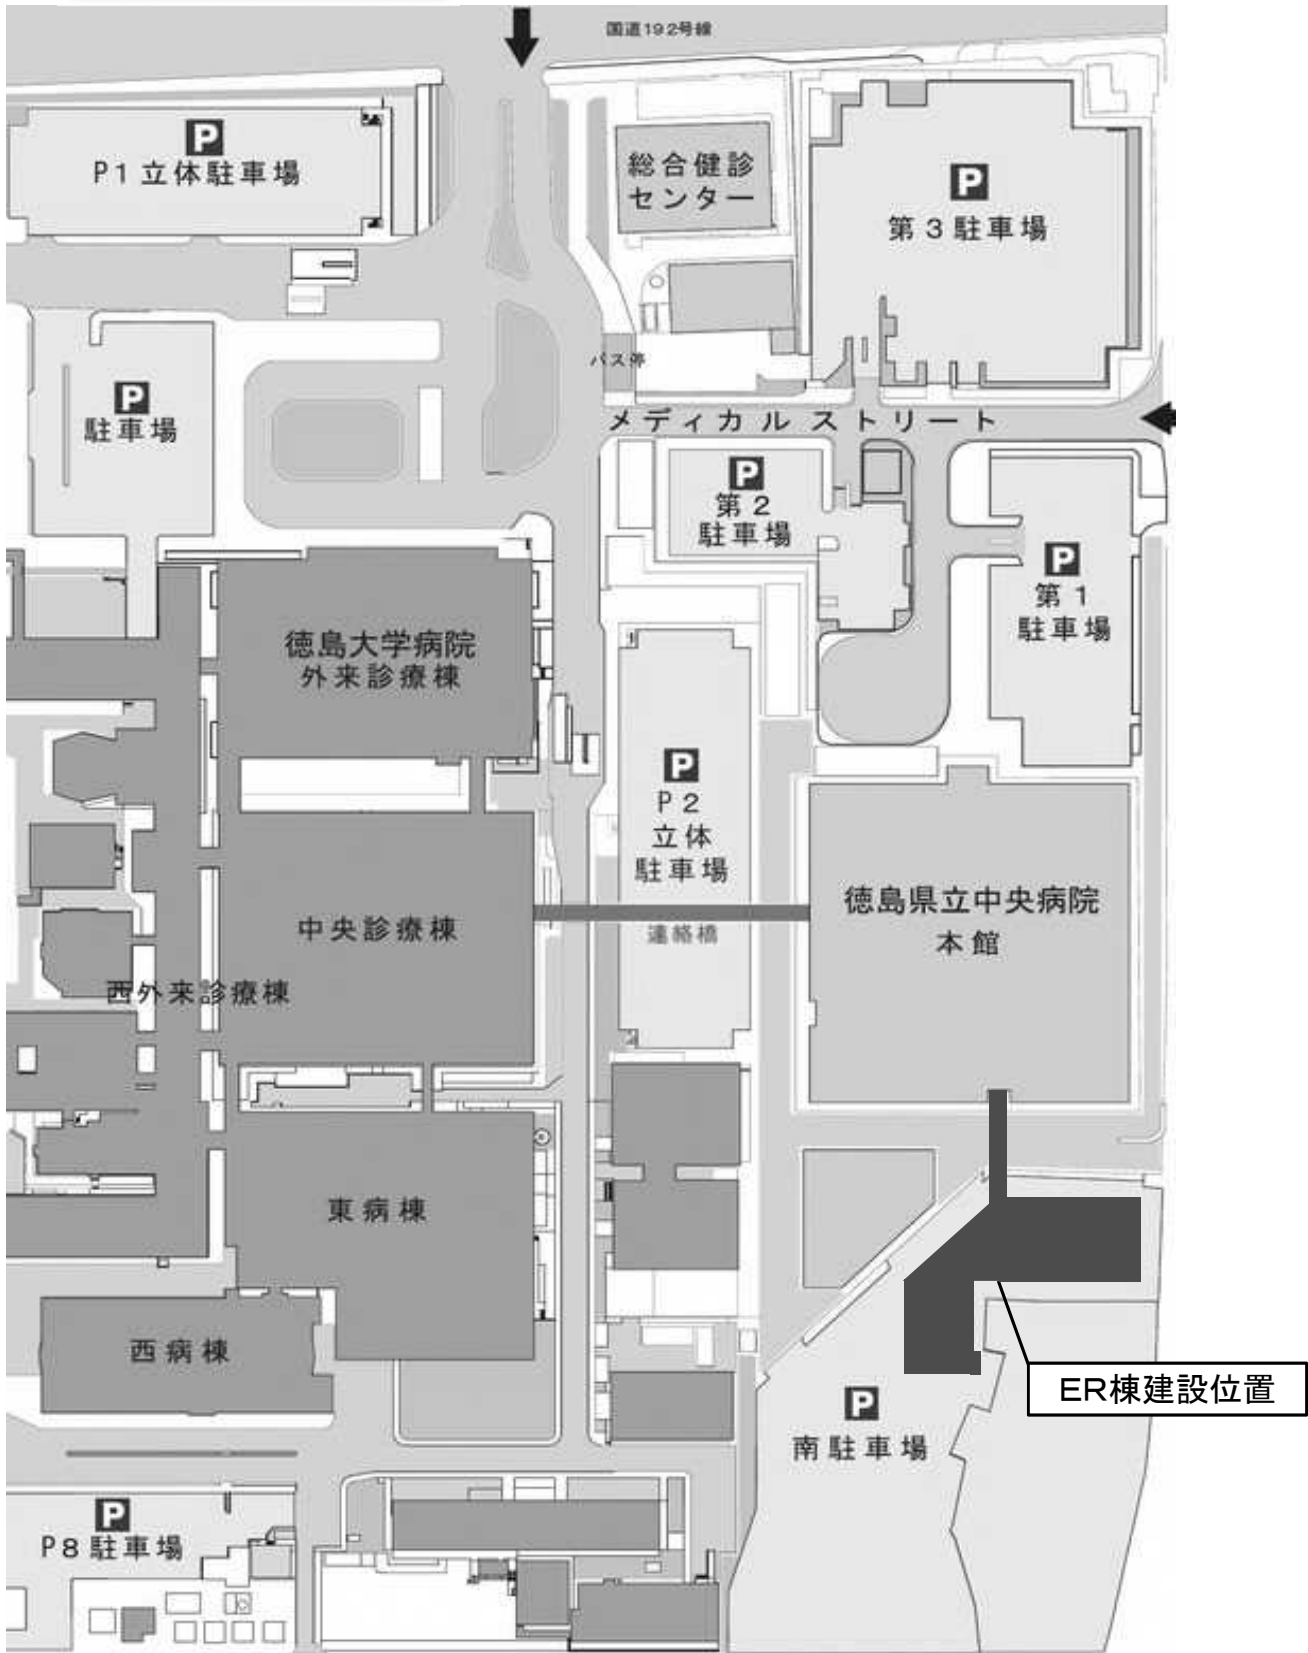 国道192号線
P
P1立体駐車場
総合健診
センター
P
第3駐車場
バス停
P
駐車場
メディカルストリート
P
第2
駐車場
P
第1
駐車場
徳島大学病院
外来診療棟
P
P2
立体
駐車場
徳島県立中央病院
本館
中央診療棟
連絡橋
西外来診療棟
東病棟
西病棟
ER棟建設位置
P
南駐車場
P
P8駐車場